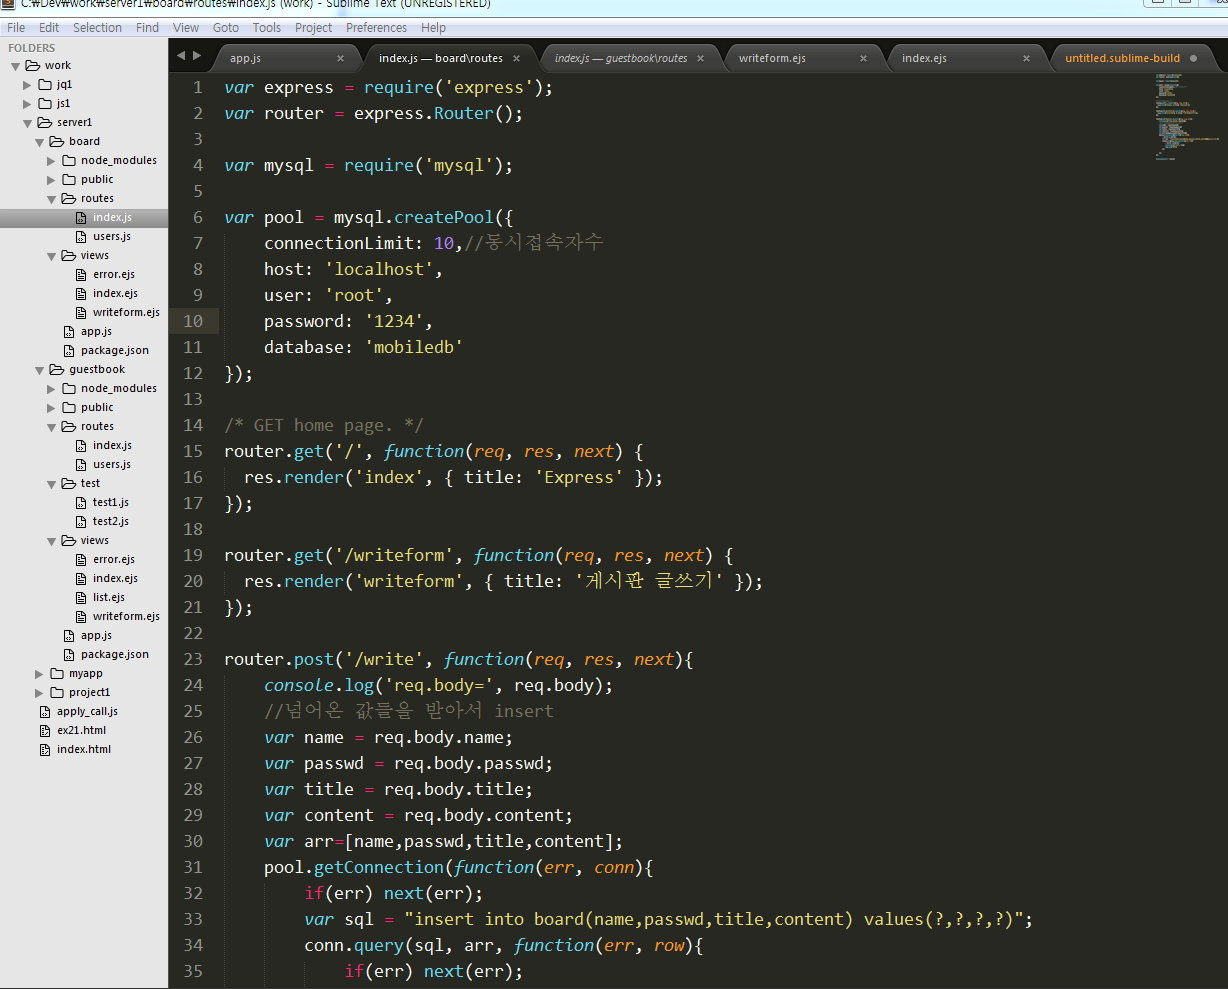 C:₩Dev₩work₩server1₩board₩routes₩index.js (work) - Sublime Text (UNREGISTERED)
File Edit Selection Find View Goto Tools Project Preferences Help
FOLDERS
work
jq1
js1
server1
board
node_modules
public
routes
index.js
users.js
views
error.ejs
index.ejs
writeform.ejs
app.js
package.json
guestbook
node_modules
public
routes
index.js
users.js
test
test1.js
test2.js
views
error.ejs
index.ejs
list.ejs
writeform.ejs
app.js
package.json
myapp
project1
apply_call.js
ex21.html
index.html
app.js × index.js — board\routes × index.js — guestbook\routes × writeform.ejs × index.ejs × untitled.sublime-build
1 var express = require('express');
2 var router = express.Router();
3
4 var mysql = require('mysql');
5
6 var pool = mysql.createPool({
7     connectionLimit: 10,//동시접속자수
8     host: 'localhost',
9     user: 'root',
10     password: '1234',
11     database: 'mobiledb'
12 });
13
14 /* GET home page. */
15 router.get('/', function(req, res, next) {
16   res.render('index', { title: 'Express' });
17 });
18
19 router.get('/writeform', function(req, res, next) {
20   res.render('writeform', { title: '게시판 글쓰기' });
21 });
22
23 router.post('/write', function(req, res, next){
24     console.log('req.body=', req.body);
25     //넘어온 값들을 받아서 insert
26     var name = req.body.name;
27     var passwd = req.body.passwd;
28     var title = req.body.title;
29     var content = req.body.content;
30     var arr=[name,passwd,title,content];
31     pool.getConnection(function(err, conn){
32         if(err) next(err);
33         var sql = "insert into board(name,passwd,title,content) values(?,?,?,?)";
34         conn.query(sql, arr, function(err, row){
35             if(err) next(err);